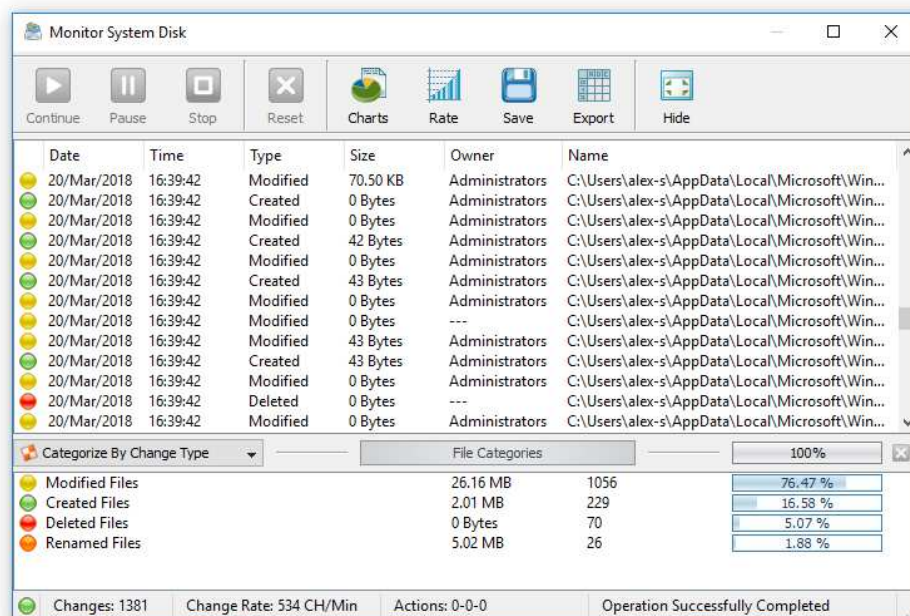 Monitor System Disk
Continue Pause Stop Reset Charts Rate Save Export Hide
Date Time Type Size Owner Name
20/Mar/2018 16:39:42 Modified 70.50 KB Administrators C:\Users\alex-s\AppData\Local\Microsoft\Win...
20/Mar/2018 16:39:42 Created 0 Bytes Administrators C:\Users\alex-s\AppData\Local\Microsoft\Win...
20/Mar/2018 16:39:42 Modified 0 Bytes Administrators C:\Users\alex-s\AppData\Local\Microsoft\Win...
20/Mar/2018 16:39:42 Created 42 Bytes Administrators C:\Users\alex-s\AppData\Local\Microsoft\Win...
20/Mar/2018 16:39:42 Modified 0 Bytes Administrators C:\Users\alex-s\AppData\Local\Microsoft\Win...
20/Mar/2018 16:39:42 Created 43 Bytes Administrators C:\Users\alex-s\AppData\Local\Microsoft\Win...
20/Mar/2018 16:39:42 Modified 0 Bytes Administrators C:\Users\alex-s\AppData\Local\Microsoft\Win...
20/Mar/2018 16:39:42 Modified 0 Bytes --- C:\Users\alex-s\AppData\Local\Microsoft\Win...
20/Mar/2018 16:39:42 Modified 43 Bytes Administrators C:\Users\alex-s\AppData\Local\Microsoft\Win...
20/Mar/2018 16:39:42 Created 43 Bytes Administrators C:\Users\alex-s\AppData\Local\Microsoft\Win...
20/Mar/2018 16:39:42 Modified 0 Bytes Administrators C:\Users\alex-s\AppData\Local\Microsoft\Win...
20/Mar/2018 16:39:42 Deleted 0 Bytes --- C:\Users\alex-s\AppData\Local\Microsoft\Win...
20/Mar/2018 16:39:42 Modified 0 Bytes Administrators C:\Users\alex-s\AppData\Local\Microsoft\Win...
Categorize By Change Type File Categories 100%
Modified Files 26.16 MB 1056 76.47 %
Created Files 2.01 MB 229 16.58 %
Deleted Files 0 Bytes 70 5.07 %
Renamed Files 5.02 MB 26 1.88 %
Changes: 1381 Change Rate: 534 CH/Min Actions: 0-0-0 Operation Successfully Completed